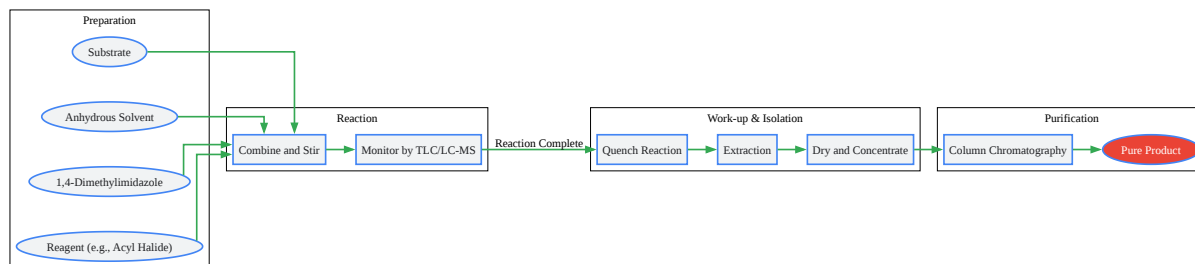 Preparation
Substrate
Anhydrous Solvent
1,4-Dimethylimidazole
Reagent (e.g., Acyl Halide)
Reaction
Combine and Stir
Monitor by TLC/LC-MS
Reaction Complete
Work-up & Isolation
Quench Reaction
Extraction
Dry and Concentrate
Purification
Column Chromatography
Pure Product